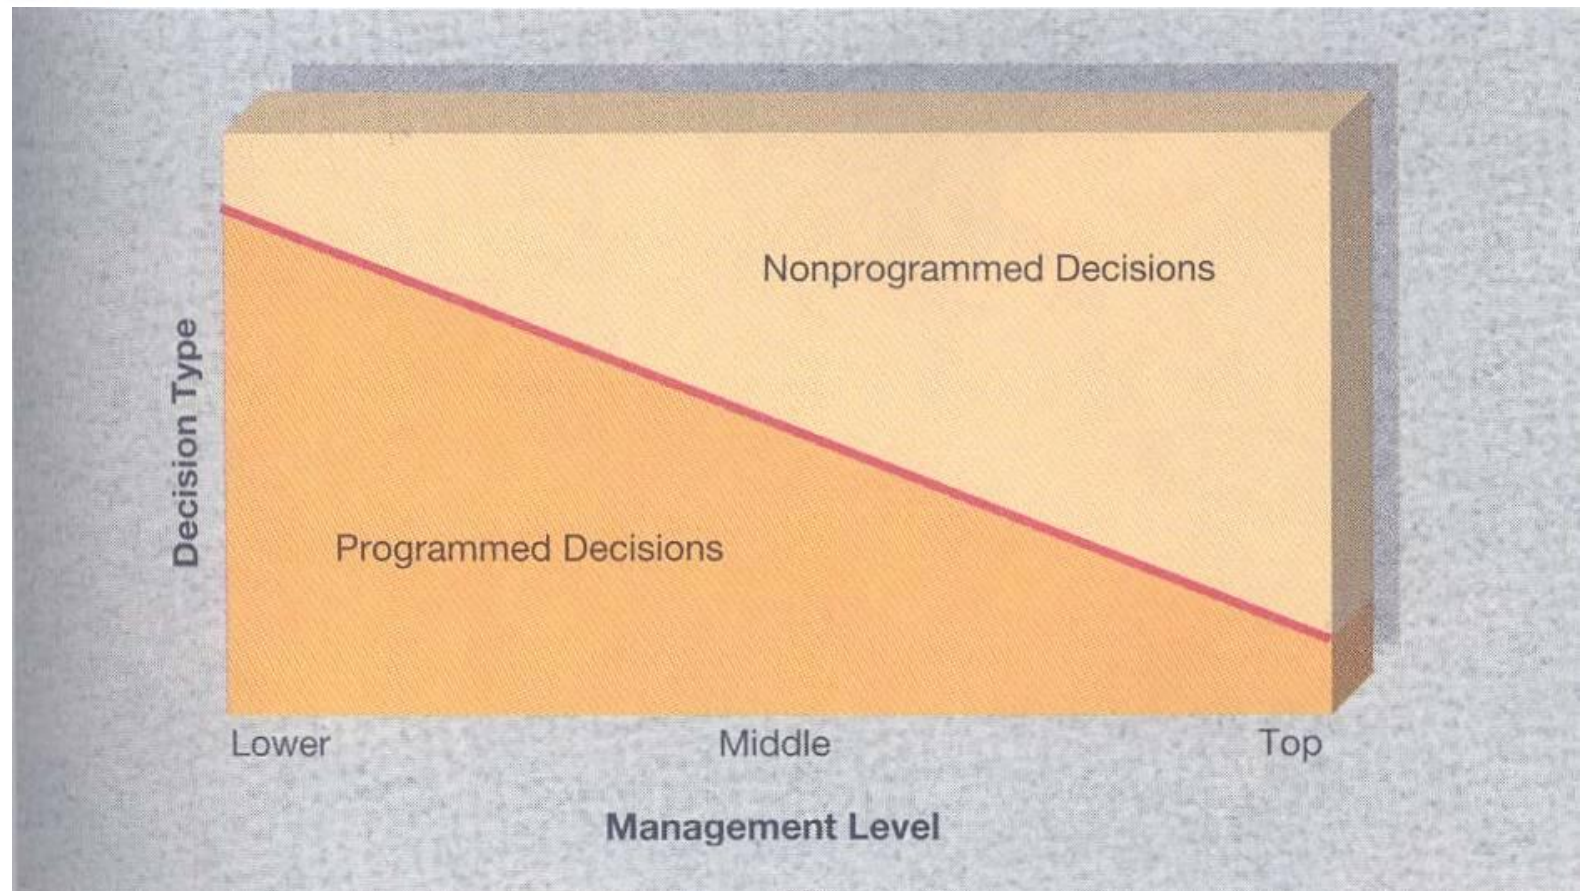 Nonprogrammed Decisions
Decision Type
Programmed Decisions
Lower
Middle
Top
Management Level